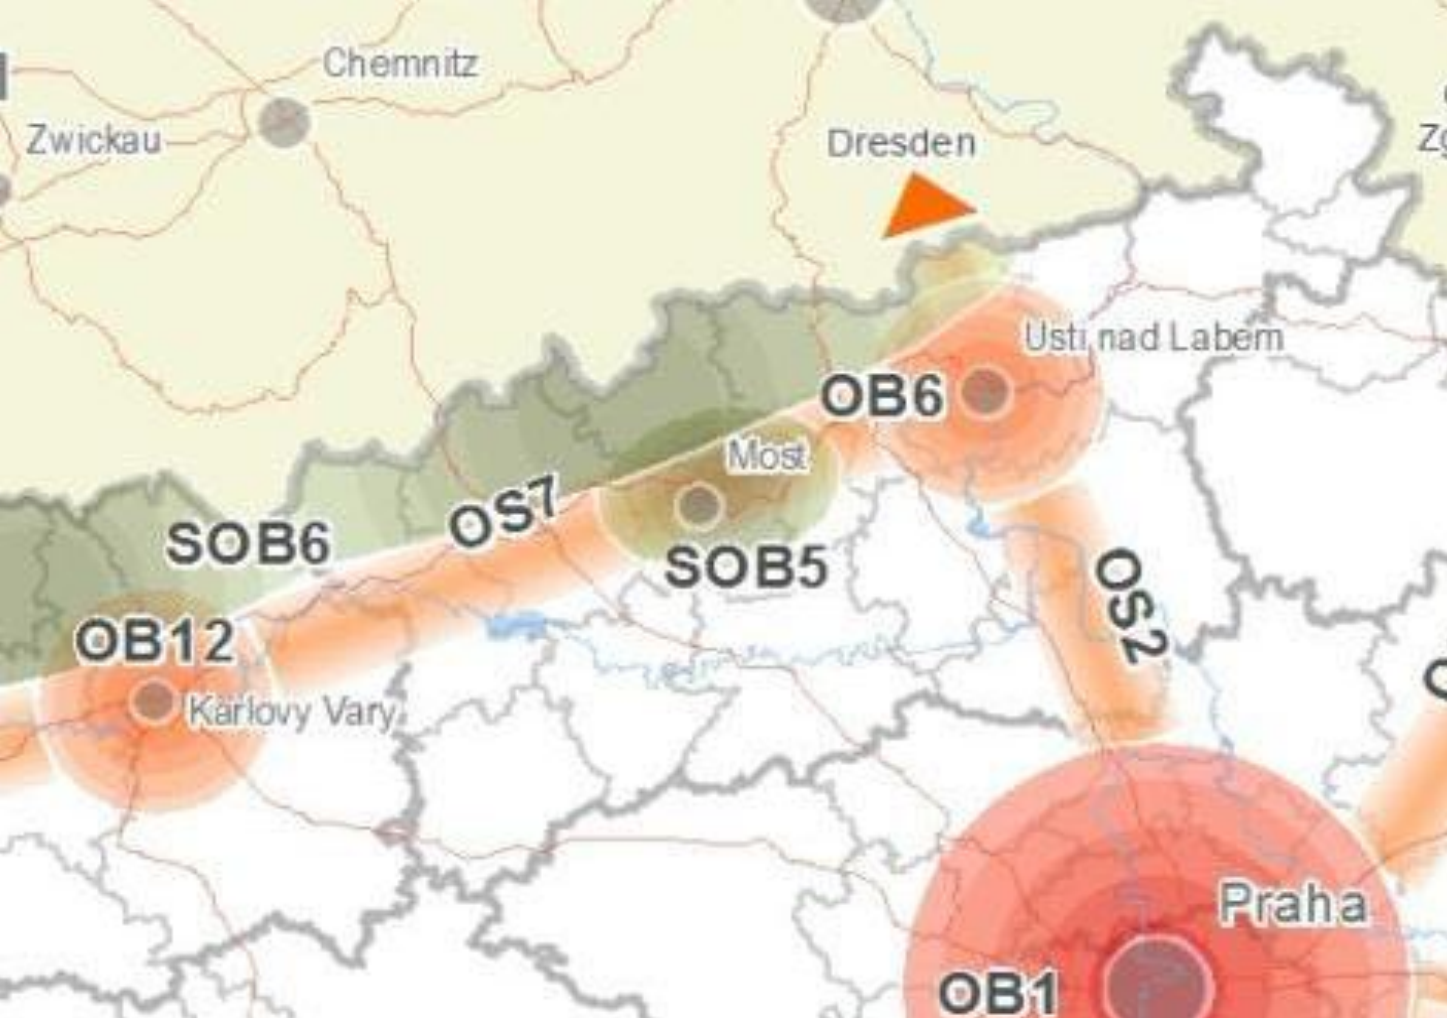 Chemnitz
Zwickau
Dresden
Usti nad Labem
OB6
Most
OS7
SOB6
SOB5
OS2
OB12
Karlovy Vary
Praha
OB1